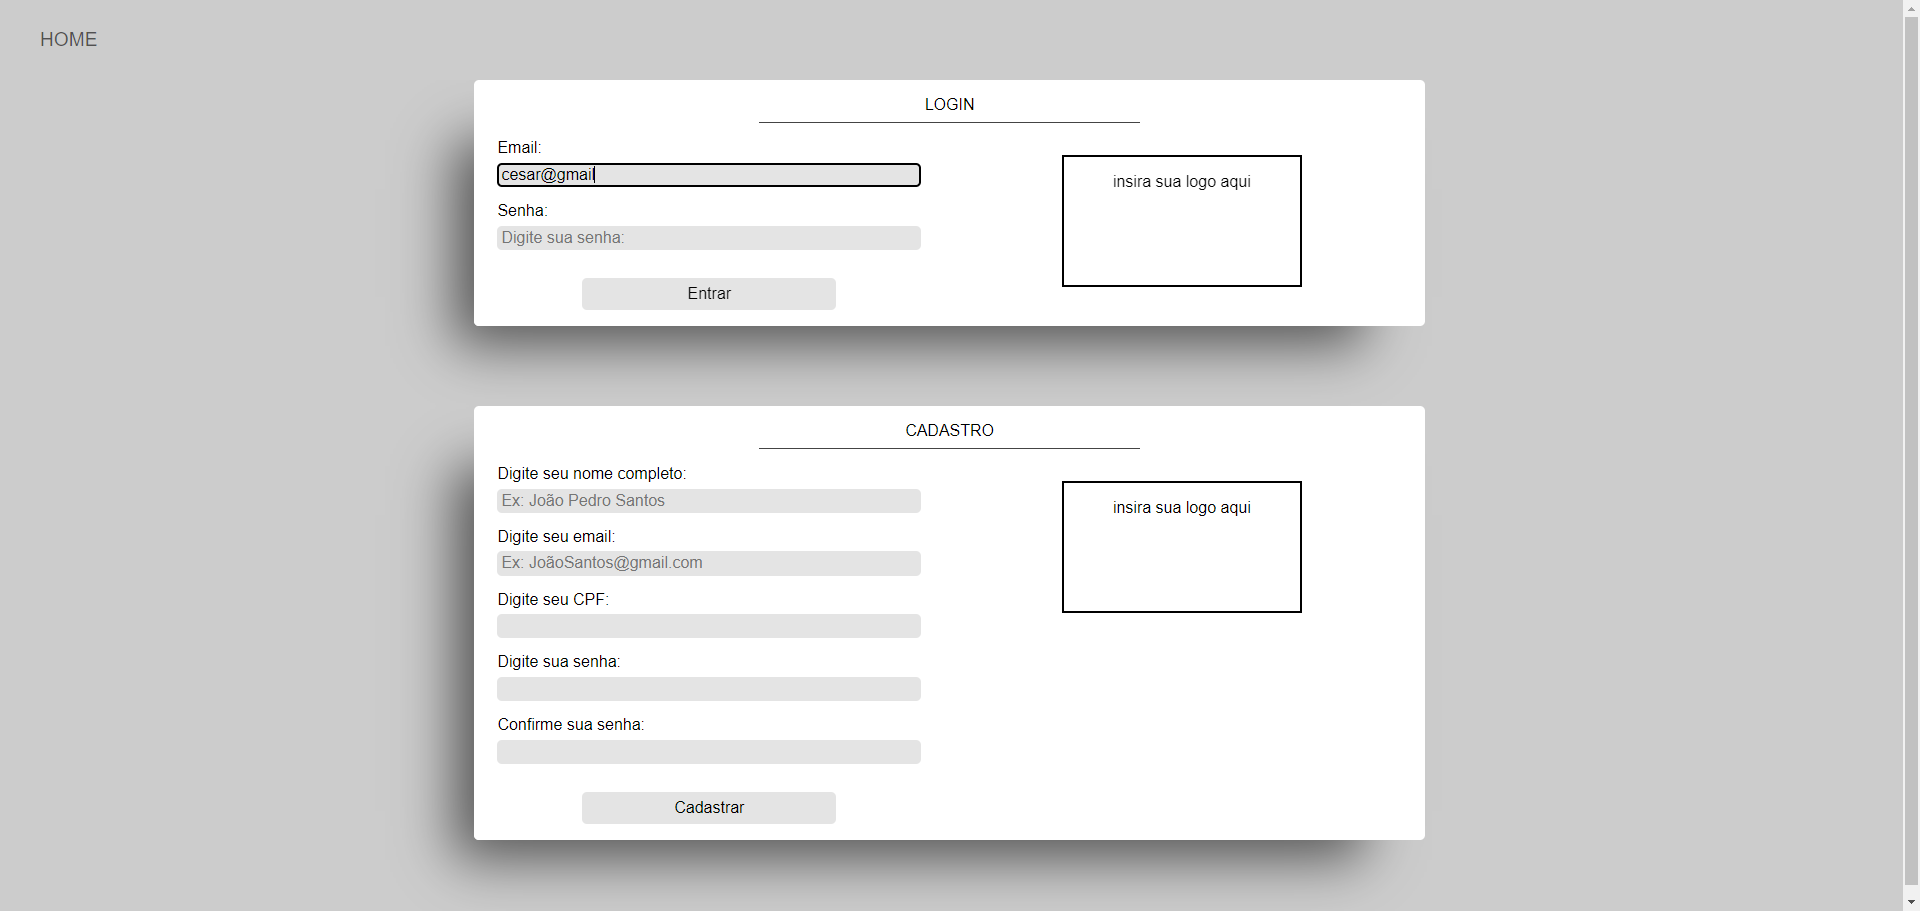 HOME
LOGIN
Email:
cesar@gmail
Senha:
Digite sua senha:
Entrar
insira sua logo aqui
CADASTRO
Digite seu nome completo:
Ex: João Pedro Santos
Digite seu email:
Ex: JoãoSantos@gmail.com
Digite seu CPF:
Digite sua senha:
Confirme sua senha:
Cadastrar
insira sua logo aqui